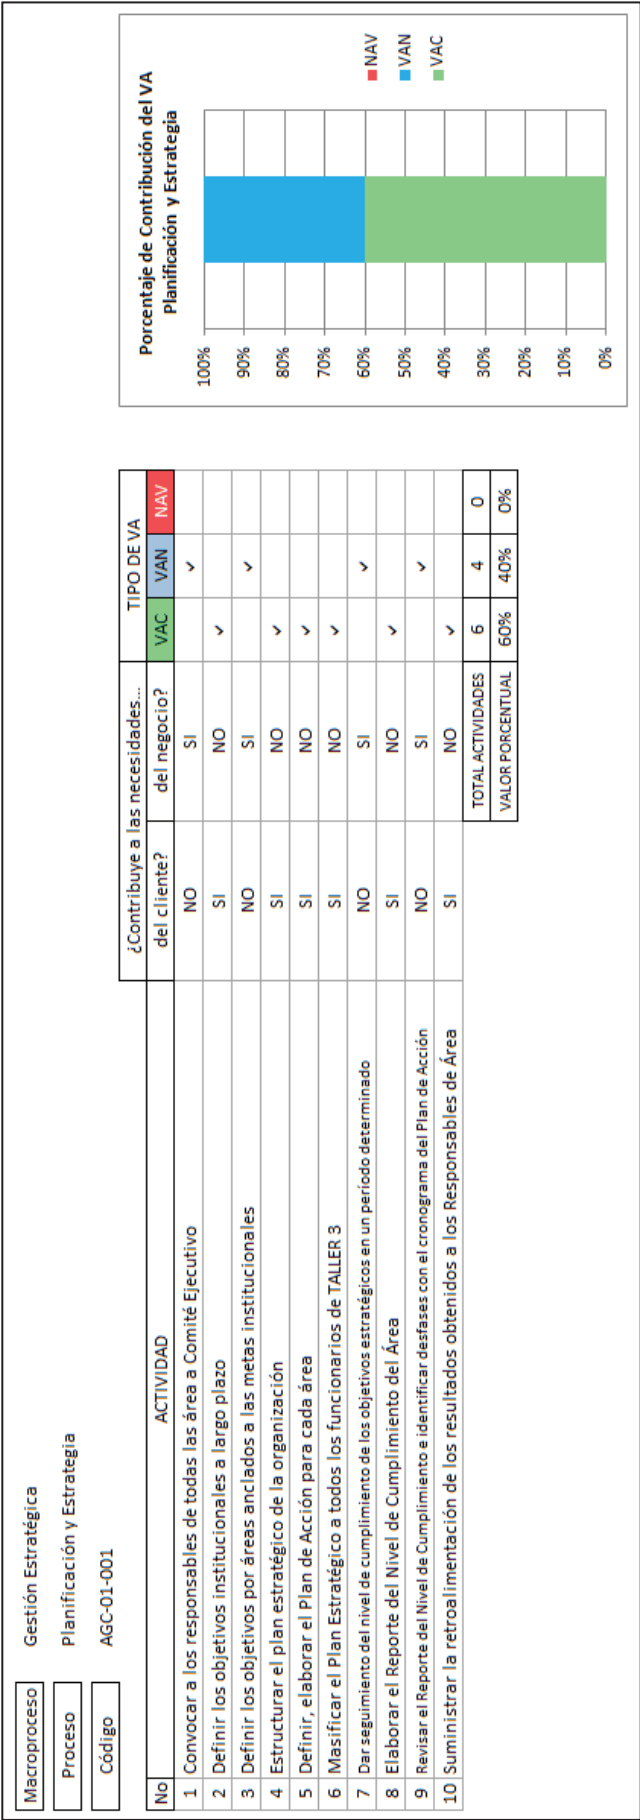 Macroproceso Gestión Estratégica
Proceso Planificación y Estrategia
Código AGC-01-001
¿Contribuye a las necesidades... TIPO DE VA
No ACTIVIDAD del cliente? del negocio? VAC VAN NAV
1 Convocar a los responsables de todas las área a Comité Ejecutivo NO SI ✓
2 Definir los objetivos institucionales a largo plazo SI NO ✓
3 Definir los objetivos por áreas anclados a las metas institucionales NO SI ✓
4 Estructurar el plan estratégico de la organización SI NO ✓
5 Definir, elaborar el Plan de Acción para cada área SI NO ✓
6 Masificar el Plan Estratégico a todos los funcionarios de TALLER 3 SI NO ✓
7 Dar seguimiento del nivel de cumplimiento de los objetivos estratégicos en un período determinado NO SI ✓
8 Elaborar el Reporte del Nivel de Cumplimiento del Área SI NO ✓
9 Revisar el Reporte del Nivel de Cumplimiento e identificar desfases con el cronograma del Plan de Acción NO SI ✓
10 Suministrar la retroalimentación de los resultados obtenidos a los Responsables de Área SI NO ✓
TOTAL ACTIVIDADES 6 4 0
VALOR PORCENTUAL 60% 40% 0%
Porcentaje de Contribución del VA
Planificación y Estrategia
100%
90%
80%
70%
60%
50%
40%
30%
20%
10%
0%
NAV
VAN
VAC